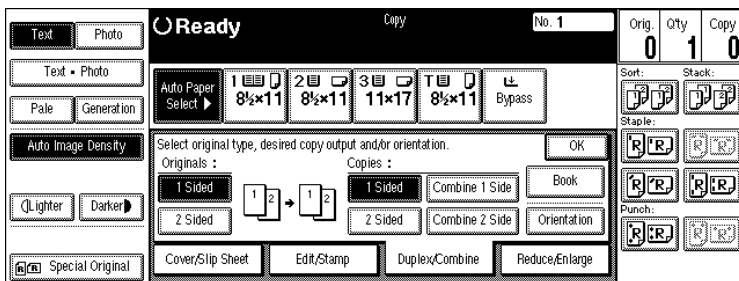 Text Photo
Text • Photo
Pale Generation
Auto Image Density
Lighter Darker
Special Original
Ready
Copy
No. 1
Auto Paper Select
1 8½×11
2 8½×11
3 11×17
T 8½×11
Bypass
Select original type, desired copy output and/or orientation.
OK
Originals :
1 Sided
2 Sided
1 2 → 1 2
Copies :
1 Sided Combine 1 Side
2 Sided Combine 2 Side
Book
Orientation
Cover/Slip Sheet Edit/Stamp Duplex/Combine Reduce/Enlarge
Orig. Q'ty Copy
0 1 0
Sort: Stack:
Staple:
Punch: